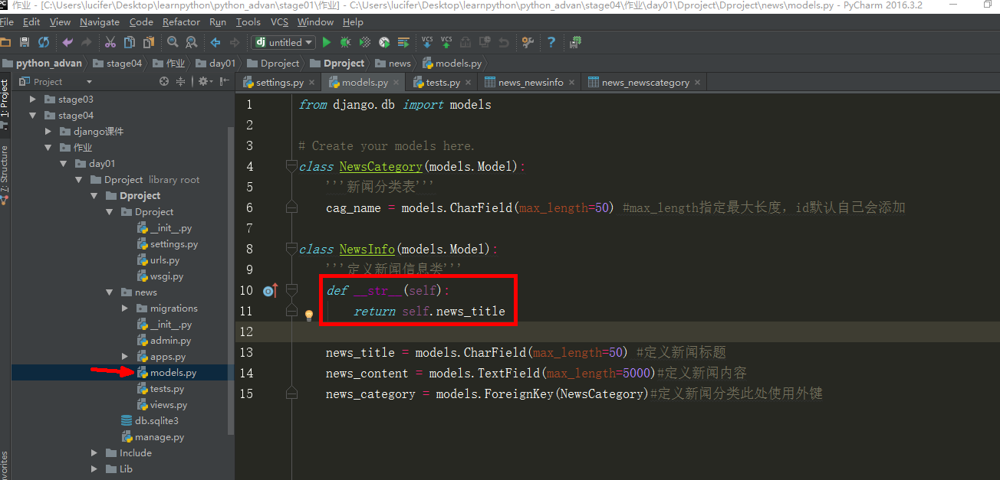 作业 - [C:\Users\lucifer\Desktop\learnpython\python_advan\stage01\作业] - C:\Users\lucifer\Desktop\learnpython\python_advan\stage04\作业\day01\Dproject\Dproject\news\models.py - PyCharm 2016.3.2
File Edit View Navigate Code Refactor Run Tools VCS Window Help
dj untitled VCS VCS ?
python_advan stage04 作业 day01 Dproject Dproject news models.py
Project
settings.py models.py tests.py news_newsinfo news_newscategory
1: Project
7: Structure
stage03
stage04
django课件
作业
day01
Dproject library root
Dproject
Dproject
__init__.py
settings.py
urls.py
wsgi.py
news
migrations
__init__.py
admin.py
apps.py
models.py
tests.py
views.py
db.sqlite3
manage.py
Include
Lib
1 from django.db import models
2
3 # Create your models here.
4 class NewsCategory(models.Model):
5 '''新闻分类表'''
6 cag_name = models.CharField(max_length=50) #max_length指定最大长度，id默认自己会添加
7
8 class NewsInfo(models.Model):
9 '''定义新闻信息类'''
10 def __str__(self):
11 return self.news_title
12
13 news_title = models.CharField(max_length=50) #定义新闻标题
14 news_content = models.TextField(max_length=5000)#定义新闻内容
15 news_category = models.ForeignKey(NewsCategory)#定义新闻分类此处使用外键